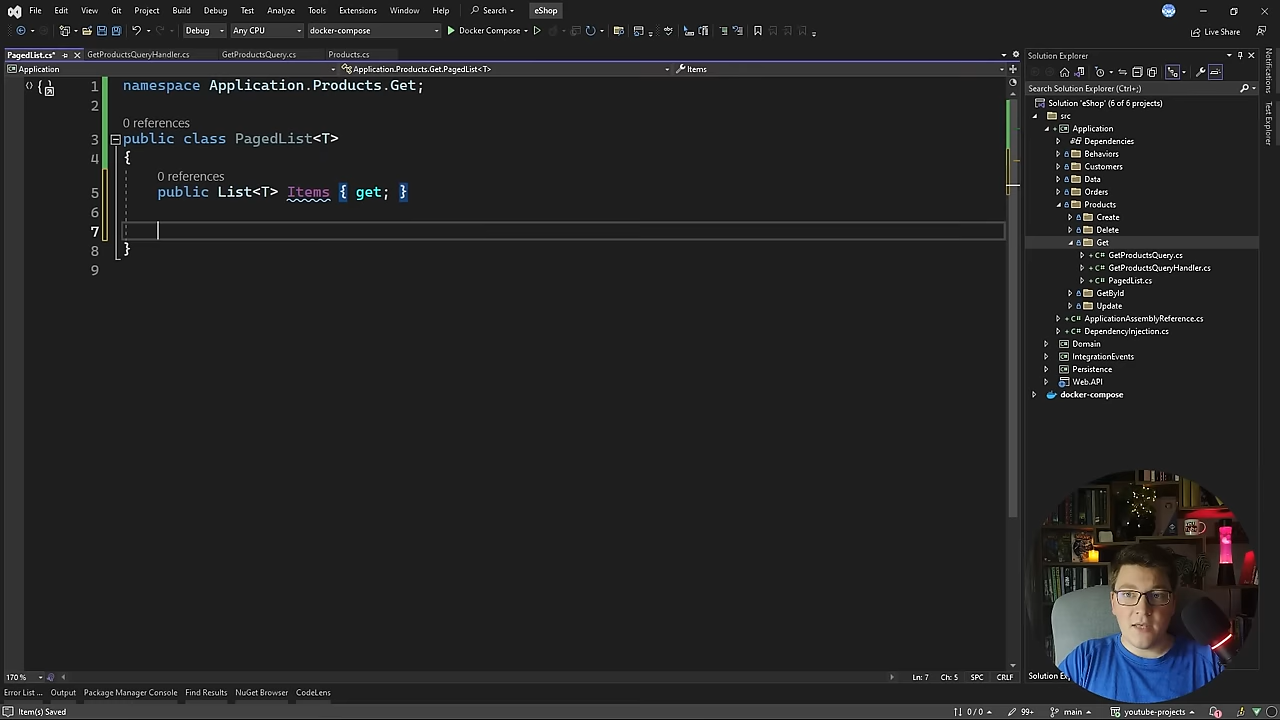 File Edit View Git Project Build Debug Test Analyze Tools Extensions Window Help Search eShop
Debug Any CPU docker-compose Docker Compose Live Share
PagedList.cs* GetProductsQueryHandler.cs GetProductsQuery.cs Products.cs
Application Application.Products.Get.PagedList<T> Items
1 namespace Application.Products.Get;
2
0 references
3 public class PagedList<T>
4 {
0 references
5 public List<T> Items { get; }
6
7
8 }
9
170 % Ln: 7 Ch: 5 SPC CRLF
Solution Explorer
Search Solution Explorer (Ctrl+;)
Solution 'eShop' (6 of 6 projects)
src
Application
Dependencies
Behaviors
Customers
Data
Orders
Products
Create
Delete
Get
GetProductsQuery.cs
GetProductsQueryHandler.cs
PagedList.cs
GetById
Update
ApplicationAssemblyReference.cs
DependencyInjection.cs
Domain
IntegrationEvents
Persistence
Web.API
docker-compose
Notifications
Test Explorer
Error List ... Output Package Manager Console Find Results NuGet Browser CodeLens
Item(s) Saved 0 / 0 99+ main youtube-projects